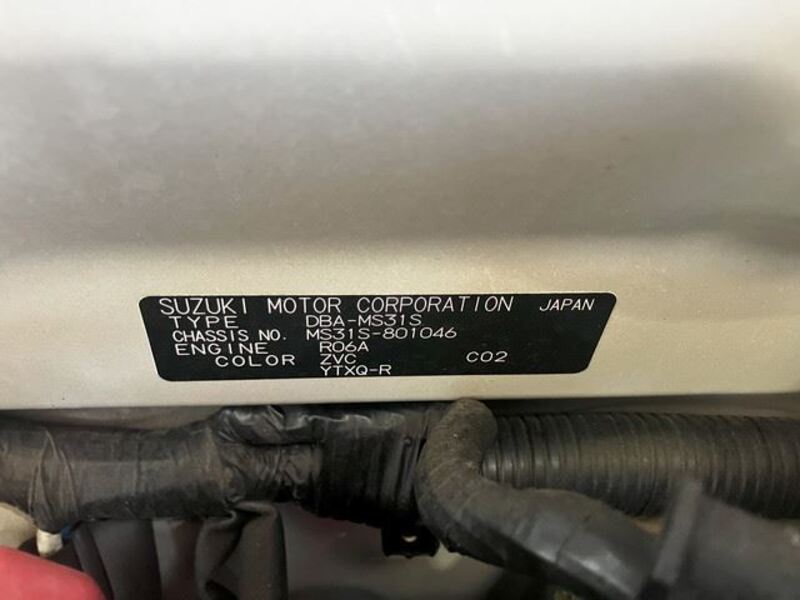 SUZUKI MOTOR CORPORATION JAPAN
TYPE DBA-MS31S
CHASSIS NO. MS31S-801046
ENGINE R06A
COLOR ZVC C02
YTXQ-R